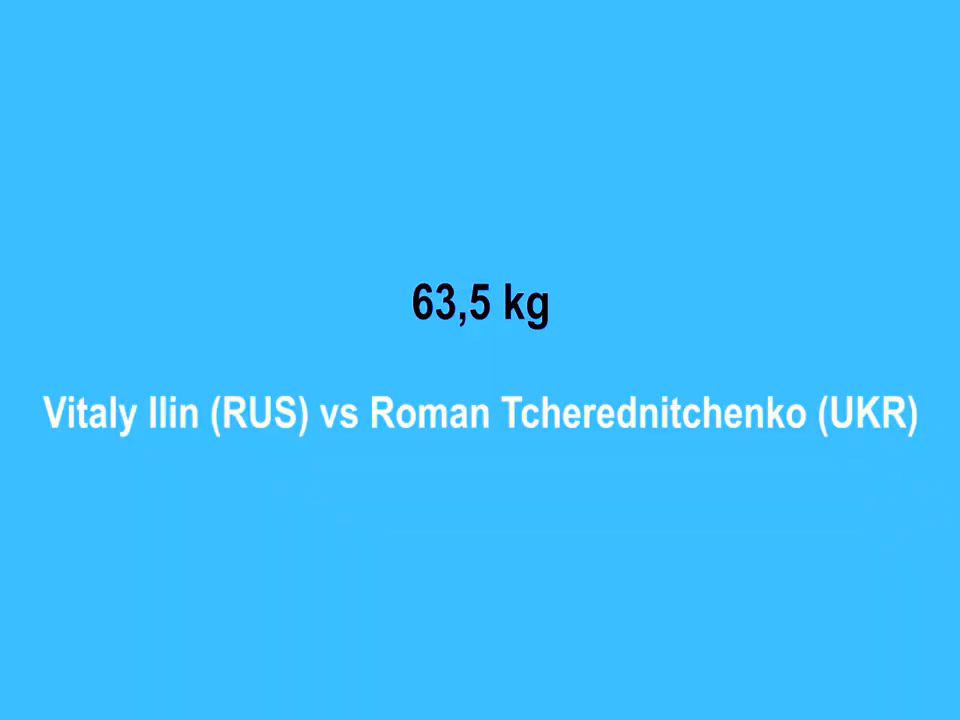 63,5 kg
Vitaly Ilin (RUS) vs Roman Tcherednitchenko (UKR)